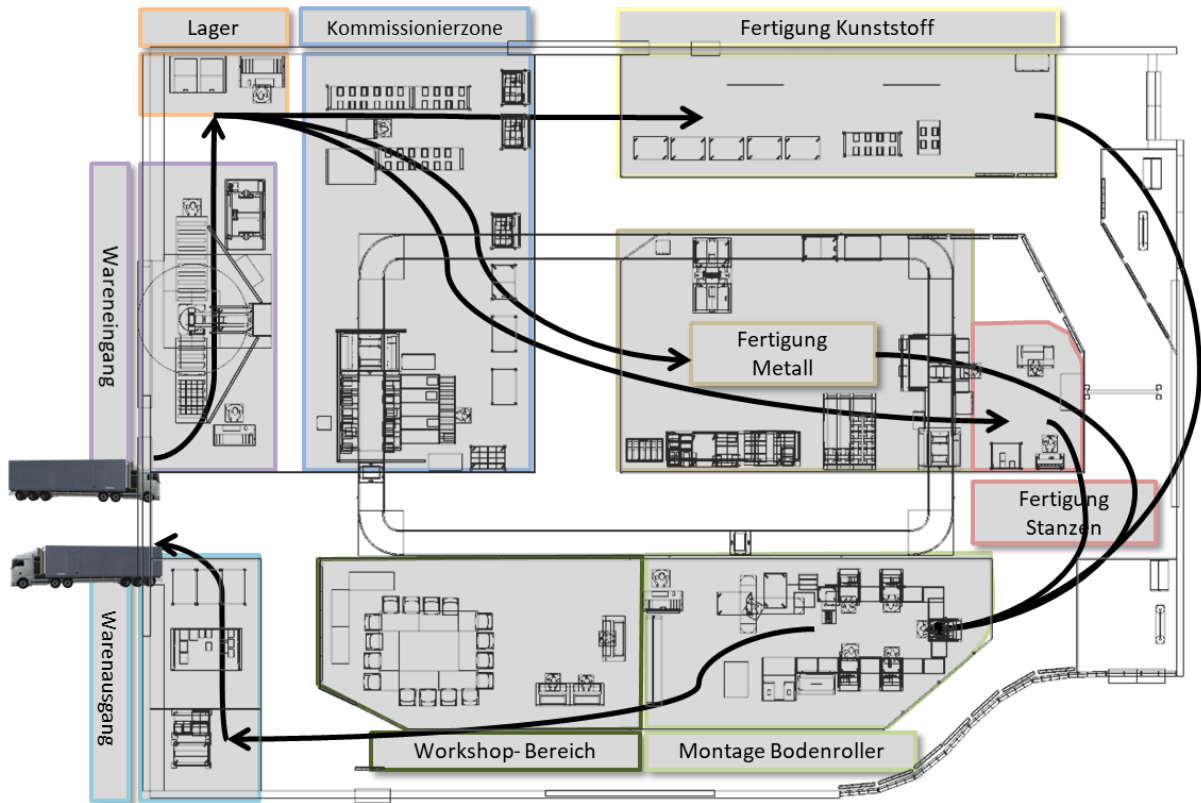 Lager
Kommissionierzone
Fertigung Kunststoff
Wareneingang
Fertigung
Metall
Fertigung
Stanzen
Warenausgang
Workshop- Bereich
Montage Bodenroller